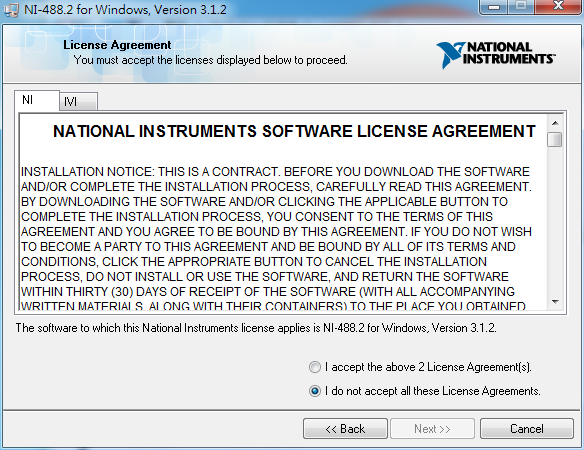 NI-488.2 for Windows, Version 3.1.2
License Agreement
You must accept the licenses displayed below to proceed.
NATIONAL
INSTRUMENTS™
NI
IVI
NATIONAL INSTRUMENTS SOFTWARE LICENSE AGREEMENT
INSTALLATION NOTICE: THIS IS A CONTRACT. BEFORE YOU DOWNLOAD THE SOFTWARE
AND/OR COMPLETE THE INSTALLATION PROCESS, CAREFULLY READ THIS AGREEMENT.
BY DOWNLOADING THE SOFTWARE AND/OR CLICKING THE APPLICABLE BUTTON TO
COMPLETE THE INSTALLATION PROCESS, YOU CONSENT TO THE TERMS OF THIS
AGREEMENT AND YOU AGREE TO BE BOUND BY THIS AGREEMENT. IF YOU DO NOT WISH
TO BECOME A PARTY TO THIS AGREEMENT AND BE BOUND BY ALL OF ITS TERMS AND
CONDITIONS, CLICK THE APPROPRIATE BUTTON TO CANCEL THE INSTALLATION
PROCESS, DO NOT INSTALL OR USE THE SOFTWARE, AND RETURN THE SOFTWARE
WITHIN THIRTY (30) DAYS OF RECEIPT OF THE SOFTWARE (WITH ALL ACCOMPANYING
WRITTEN MATERIALS, ALONG WITH THEIR CONTAINERS) TO THE PLACE YOU OBTAINED
The software to which this National Instruments license applies is NI-488.2 for Windows, Version 3.1.2.
I accept the above 2 License Agreement(s).
I do not accept all these License Agreements.
<< Back
Next >>
Cancel